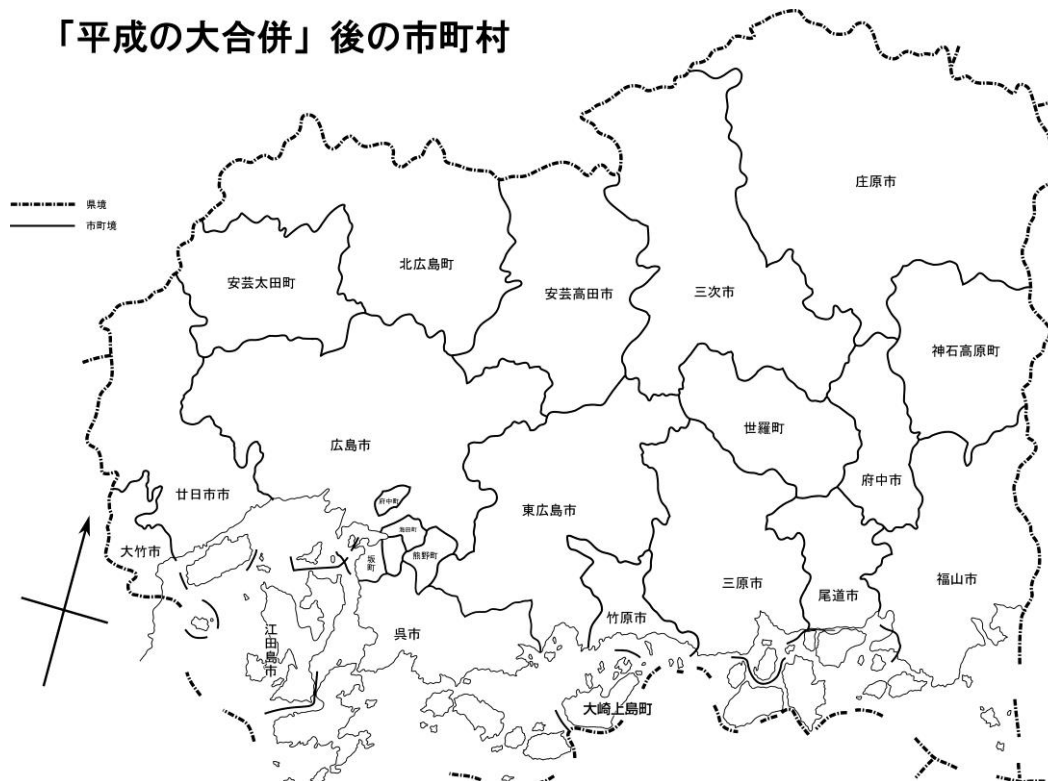 「平成の大合併」後の市町村
県境
市町境
庄原市
北広島町
安芸太田町
安芸高田市
三次市
神石高原町
世羅町
広島市
府中市
廿日市市
府中町
東広島市
海田町
大竹市
熊野町
坂町
三原市
福山市
尾道市
竹原市
江田島市
呉市
大崎上島町